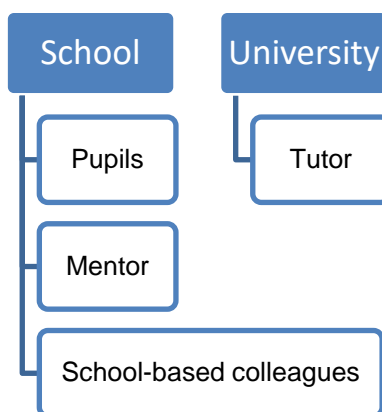 School
Pupils
Mentor
School-based colleagues
University
Tutor